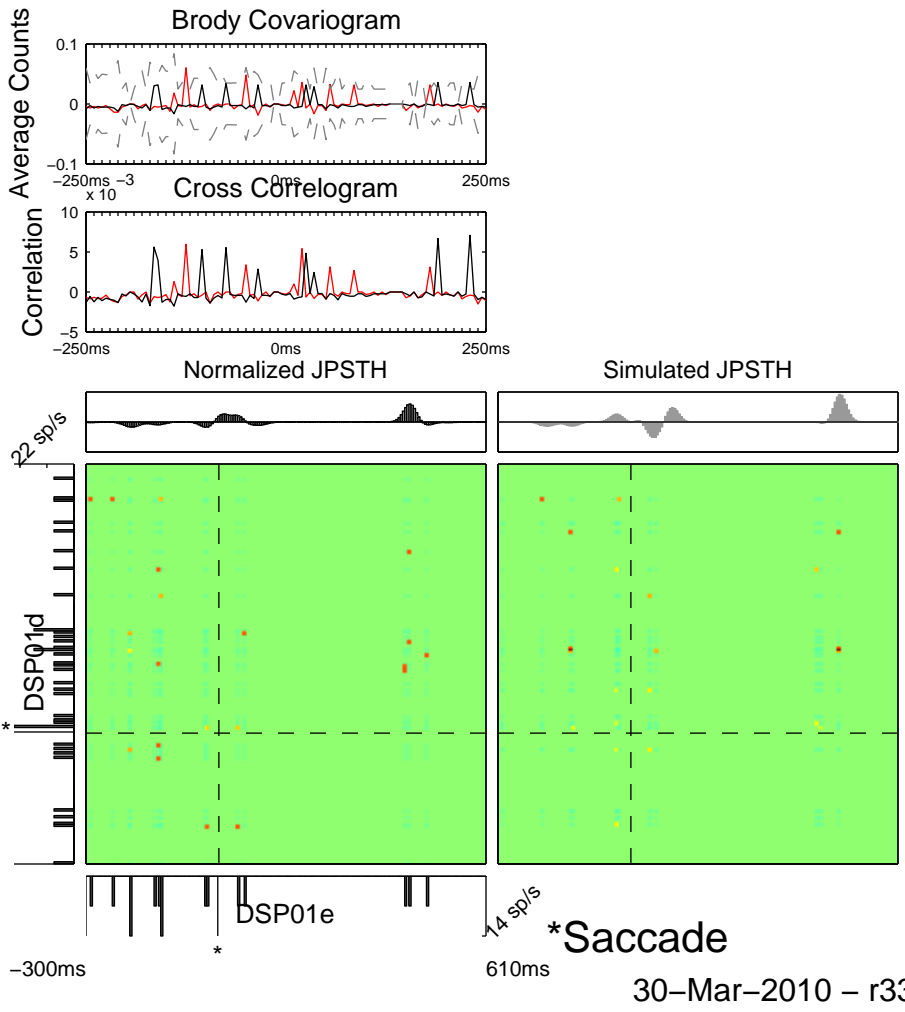 Brody Covariogram
Average Counts
0.1
0
−0.1
−250ms
0ms
250ms
x 10 −3
Cross Correlogram
Correlation
10
5
0
−5
−250ms
0ms
250ms
Normalized JPSTH
Simulated JPSTH
22 sp/s
DSP01d
*
DSP01e
14 sp/s
*
*Saccade
−300ms
610ms
30−Mar−2010 − r33